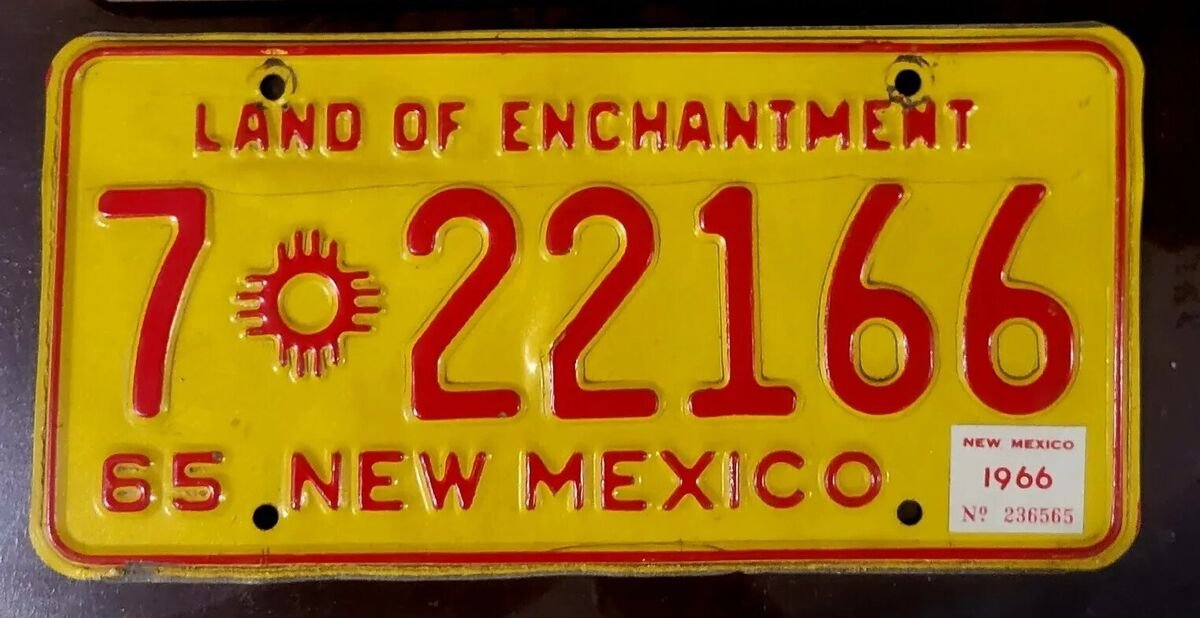 LAND OF ENCHANTMENT
7 22166
65 NEW MEXICO
NEW MEXICO
1966
Nº 236565